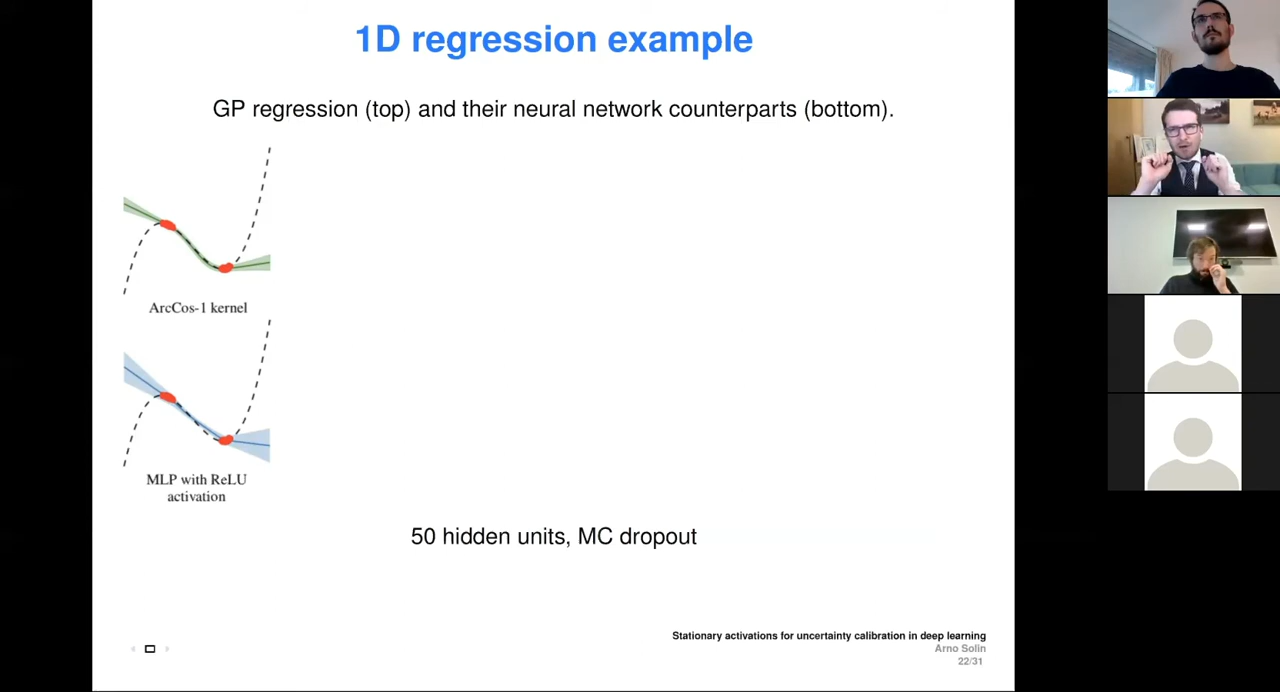 1D regression example
GP regression (top) and their neural network counterparts (bottom).
ArcCos-1 kernel
MLP with ReLU
activation
50 hidden units, MC dropout
Stationary activations for uncertainty calibration in deep learning
Arno Solin
22/31